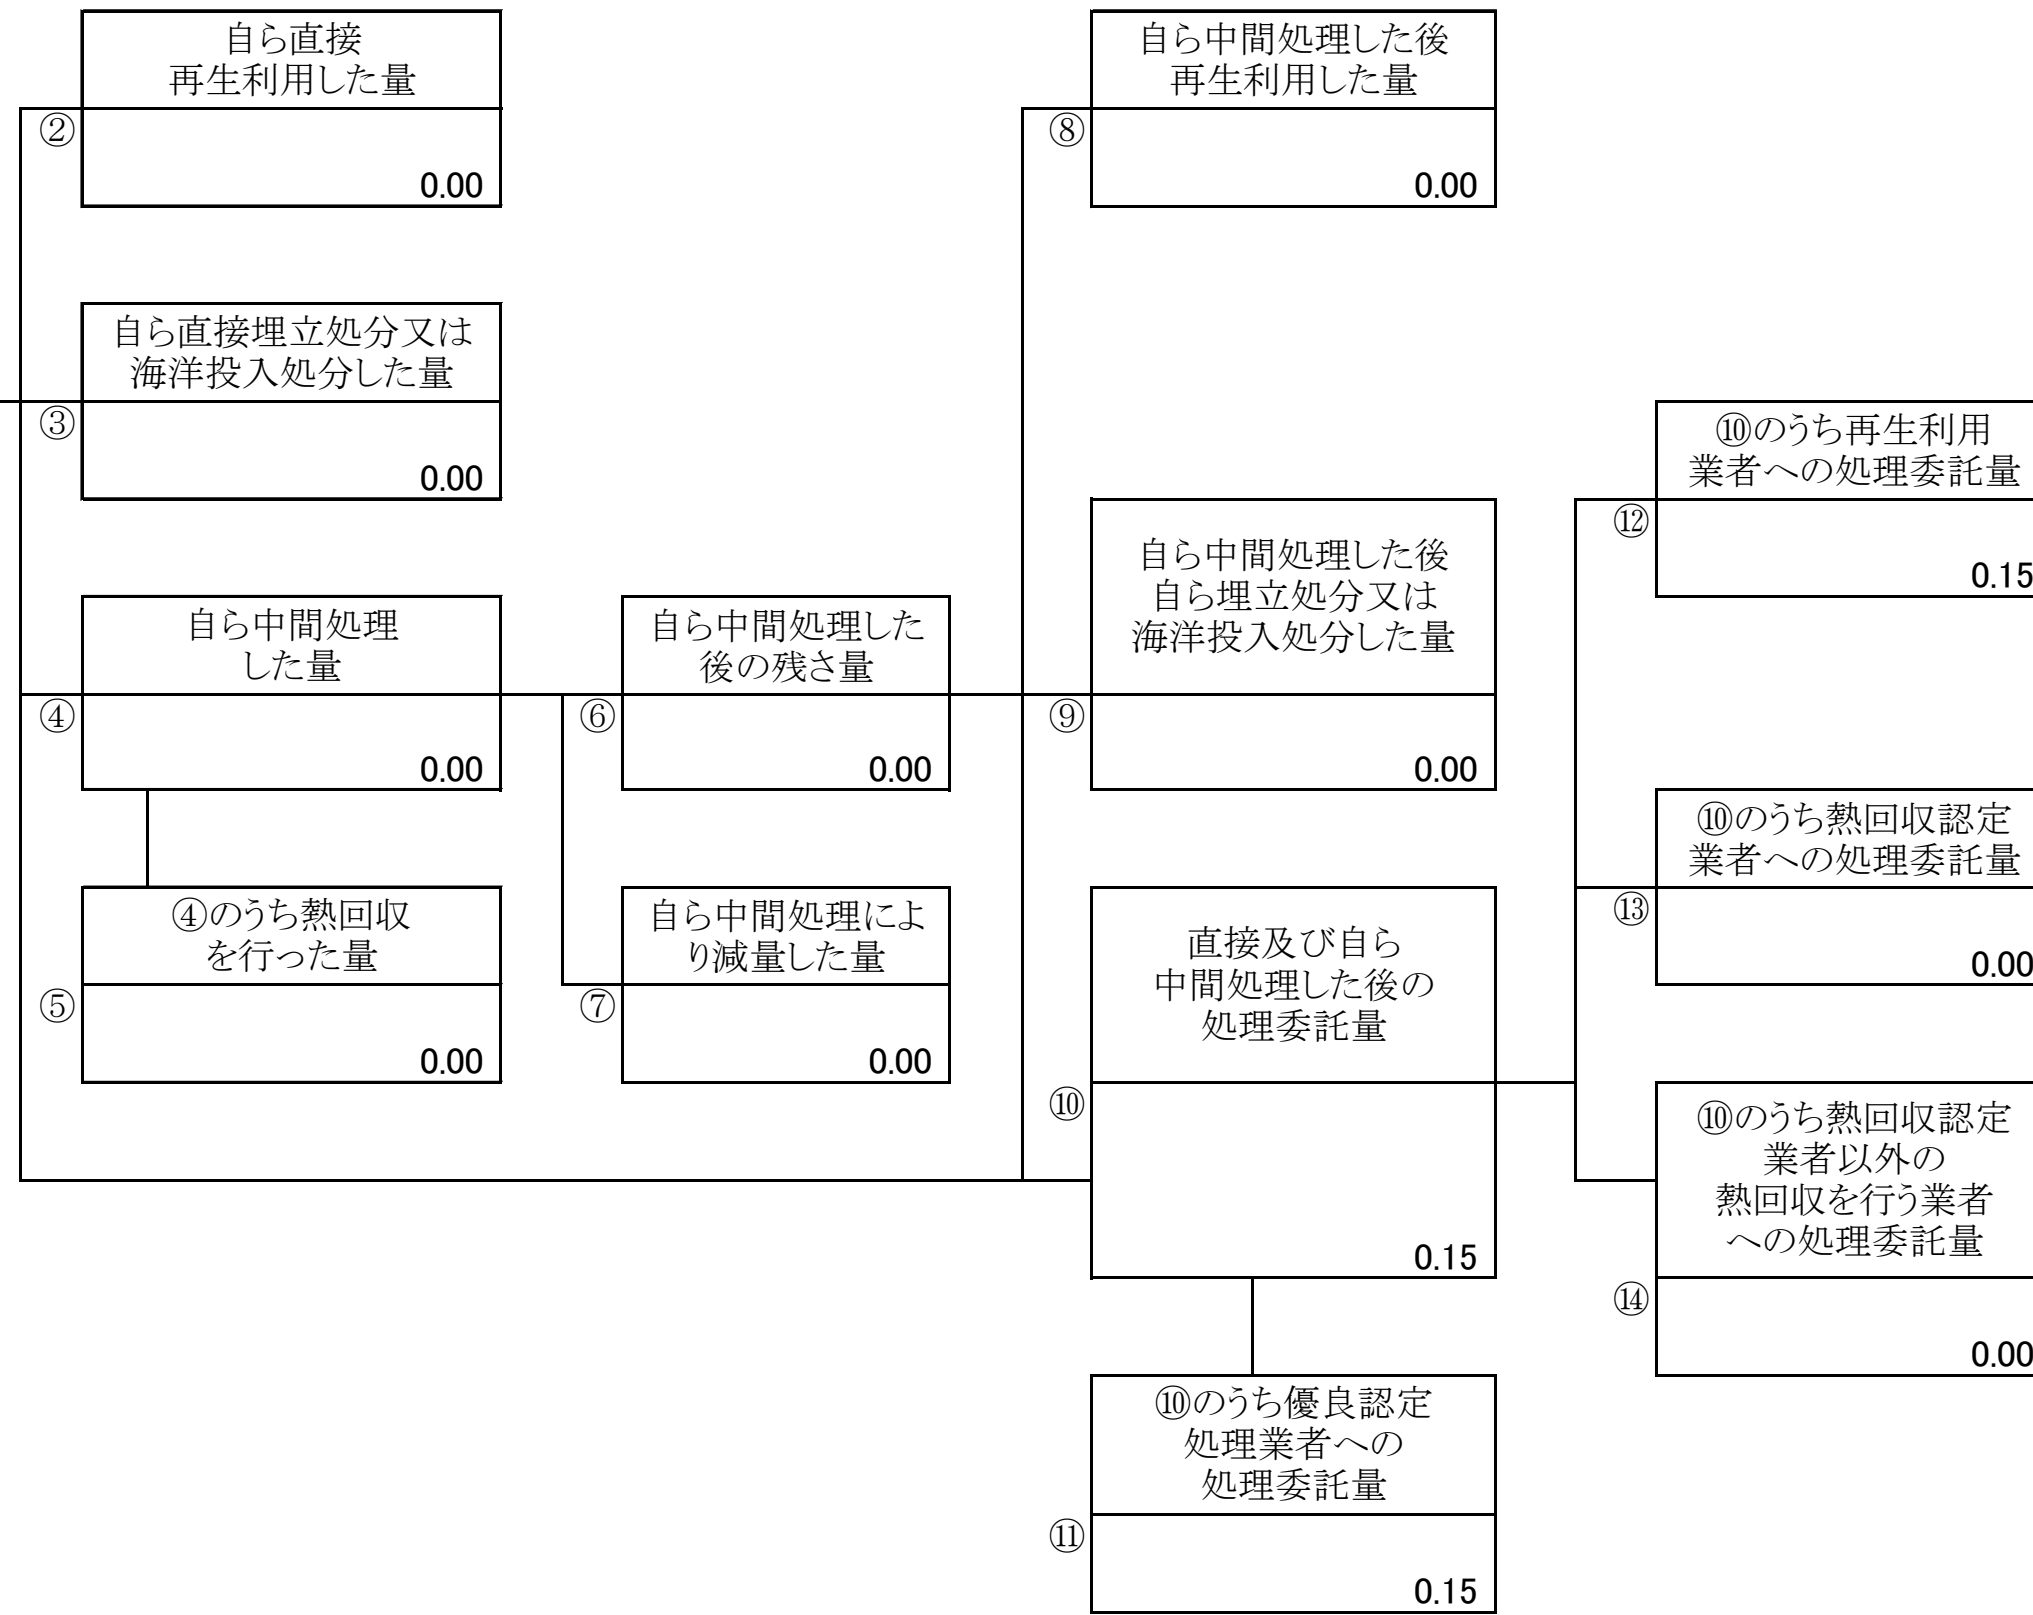 自ら直接
再生利用した量
②
0.00
自ら直接埋立処分又は
海洋投入処分した量
③
0.00
自ら中間処理
した量
④
0.00
④のうち熱回収
を行った量
⑤
0.00
自ら中間処理した
後の残さ量
⑥
0.00
自ら中間処理によ
り減量した量
⑦
0.00
自ら中間処理した後
再生利用した量
⑧
0.00
自ら中間処理した後
自ら埋立処分又は
海洋投入処分した量
⑨
0.00
直接及び自ら
中間処理した後の
処理委託量
⑩
0.15
⑩のうち優良認定
処理業者への
処理委託量
⑪
0.15
⑩のうち再生利用
業者への処理委託量
⑫
0.15
⑩のうち熱回収認定
業者への処理委託量
⑬
0.00
⑩のうち熱回収認定
業者以外の
熱回収を行う業者
への処理委託量
⑭
0.00